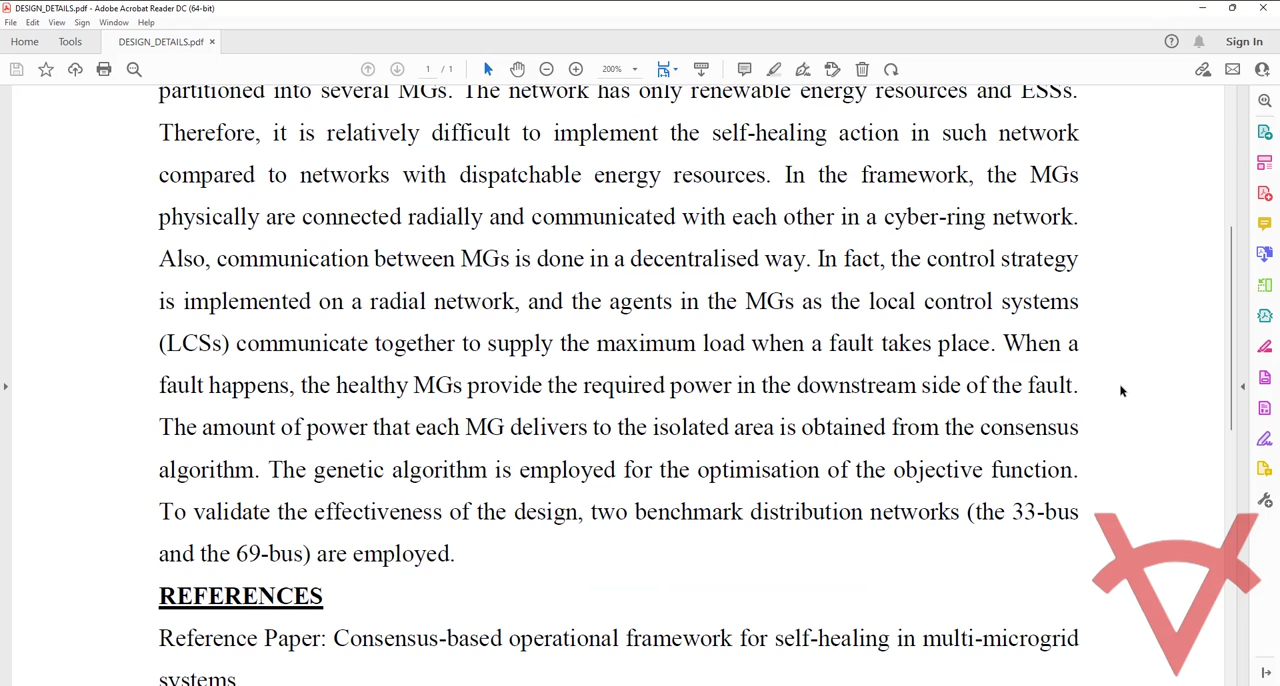 DESIGN_DETAILS.pdf - Adobe Acrobat Reader DC (64-bit)
File Edit View Sign Window Help
Home Tools DESIGN_DETAILS.pdf × Sign In
1 / 1 200%
partitioned into several MGs. The network has only renewable energy resources and ESSs.
Therefore, it is relatively difficult to implement the self-healing action in such network
compared to networks with dispatchable energy resources. In the framework, the MGs
physically are connected radially and communicated with each other in a cyber-ring network.
Also, communication between MGs is done in a decentralised way. In fact, the control strategy
is implemented on a radial network, and the agents in the MGs as the local control systems
(LCSs) communicate together to supply the maximum load when a fault takes place. When a
fault happens, the healthy MGs provide the required power in the downstream side of the fault.
The amount of power that each MG delivers to the isolated area is obtained from the consensus
algorithm. The genetic algorithm is employed for the optimisation of the objective function.
To validate the effectiveness of the design, two benchmark distribution networks (the 33-bus
and the 69-bus) are employed.
REFERENCES
Reference Paper: Consensus-based operational framework for self-healing in multi-microgrid
systems